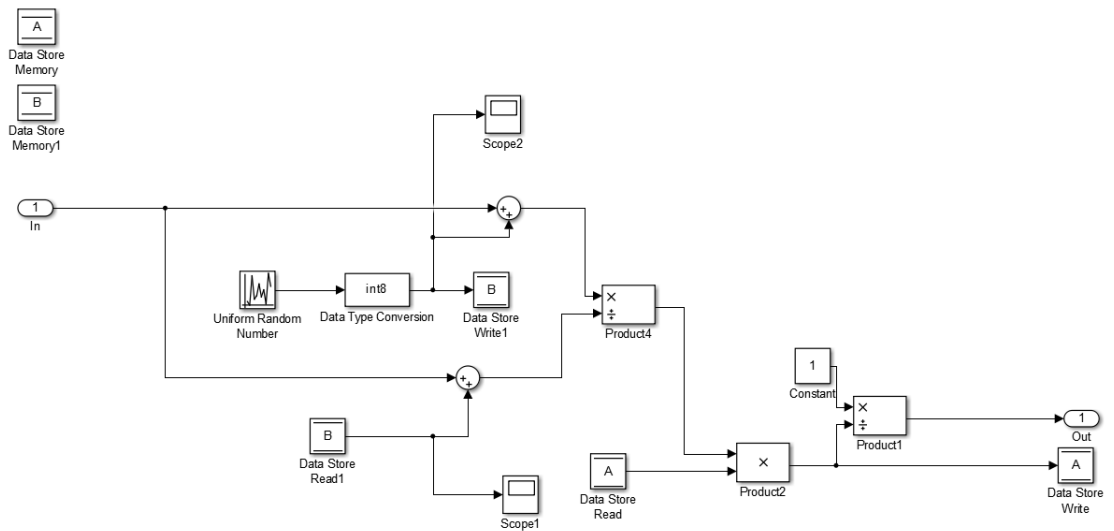 A
Data Store
Memory
B
Data Store
Memory1
Scope2
1
In
+
+
Uniform Random
Number
int8
Data Type Conversion
B
Data Store
Write1
×
÷
Product4
+
+
B
Data Store
Read1
Scope1
1
Constant
×
÷
Product1
1
Out
A
Data Store
Read
×
Product2
A
Data Store
Write